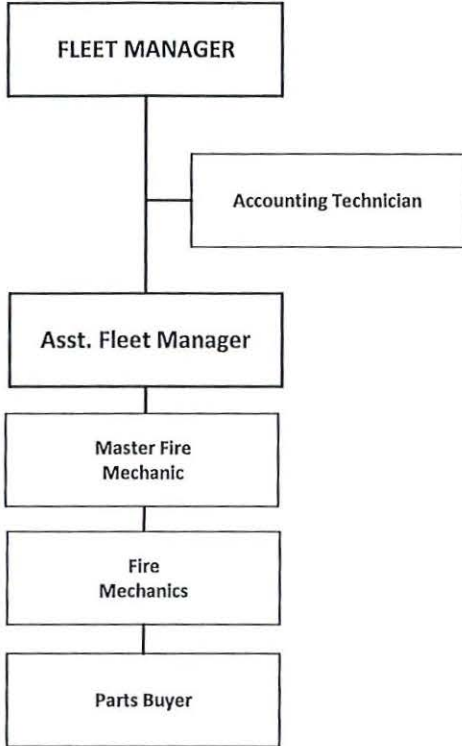 FLEET MANAGER
Accounting Technician
Asst. Fleet Manager
Master Fire
Mechanic
Fire
Mechanics
Parts Buyer